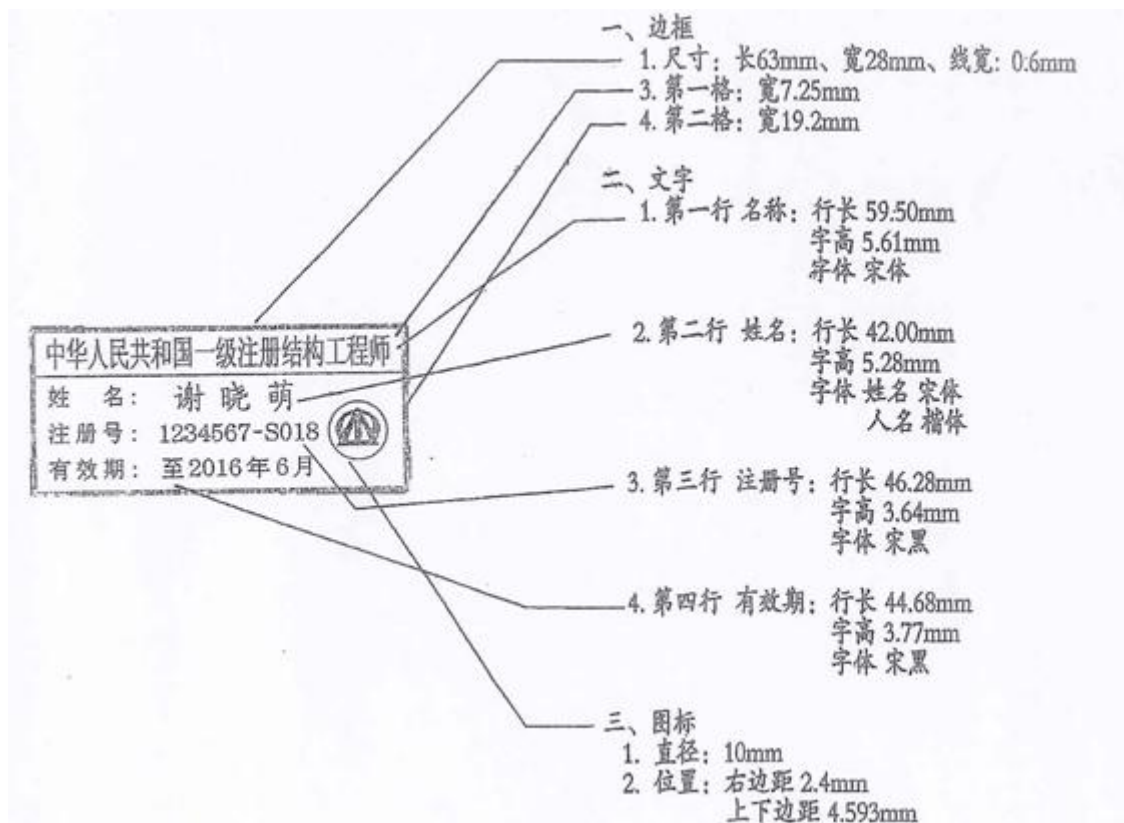 一、边框
1. 尺寸：长63mm、宽28mm、线宽：0.6mm
3. 第一格：宽7.25mm
4. 第二格：宽19.2mm
二、文字
1. 第一行 名称：行长 59.50mm
字高 5.61mm
字体 宋体
中华人民共和国一级注册结构工程师
姓 名： 谢 晓 萌
注册号：1234567-S018
有效期：至2016年6月
2. 第二行 姓名：行长 42.00mm
字高 5.28mm
字体 姓名 宋体
人名 楷体
3. 第三行 注册号：行长 46.28mm
字高 3.64mm
字体 宋黑
4. 第四行 有效期：行长 44.68mm
字高 3.77mm
字体 宋黑
三、图标
1. 直径：10mm
2. 位置：右边距 2.4mm
上下边距 4.593mm